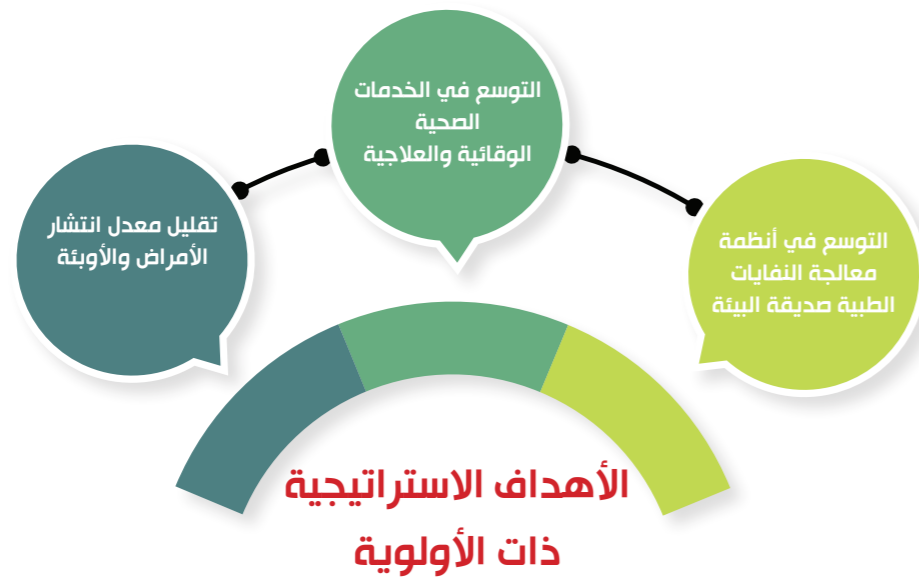 التوسع في أنظمة
معالجة النفايات
الطبية صديقة البيئة
التوسع في الخدمات
الصحية
الوقائية والعلاجية
تقليل معدل انتشار
الأمراض والأوبئة
الأهداف الاستراتيجية
ذات الأولوية